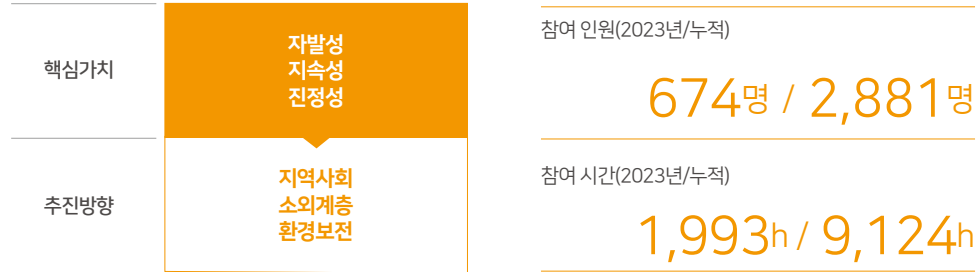 핵심가치
자발성
지속성
진정성
추진방향
지역사회
소외계층
환경보전
참여 인원(2023년/누적)
674명 / 2,881명
참여 시간(2023년/누적)
1,993h / 9,124h